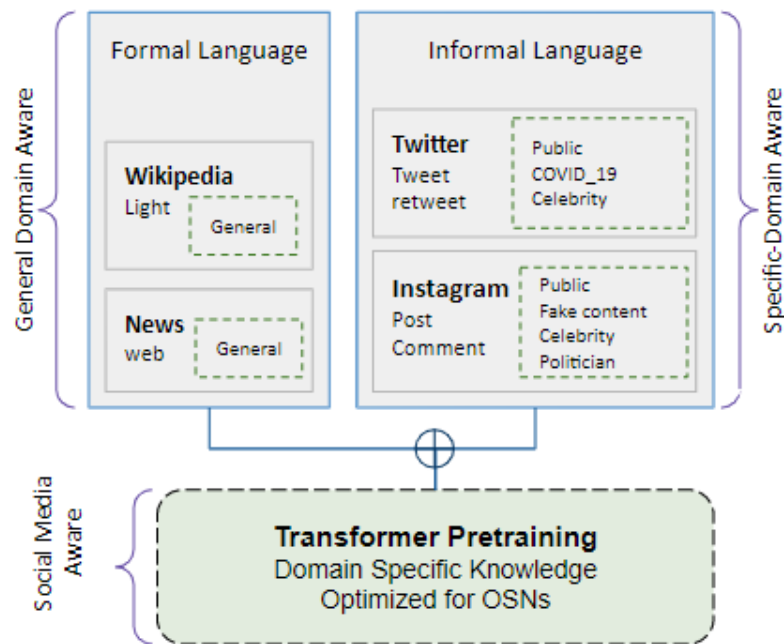 General Domain Aware
Formal Language
Wikipedia
Light
General
News
web
General
Informal Language
Twitter
Tweet
retweet
Public
COVID_19
Celebrity
Instagram
Post
Comment
Public
Fake content
Celebrity
Politician
Specific-Domain Aware
Social Media
Aware
Transformer Pretraining
Domain Specific Knowledge
Optimized for OSNs